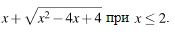 x + √(x² − 4x + 4) при x ≤ 2.